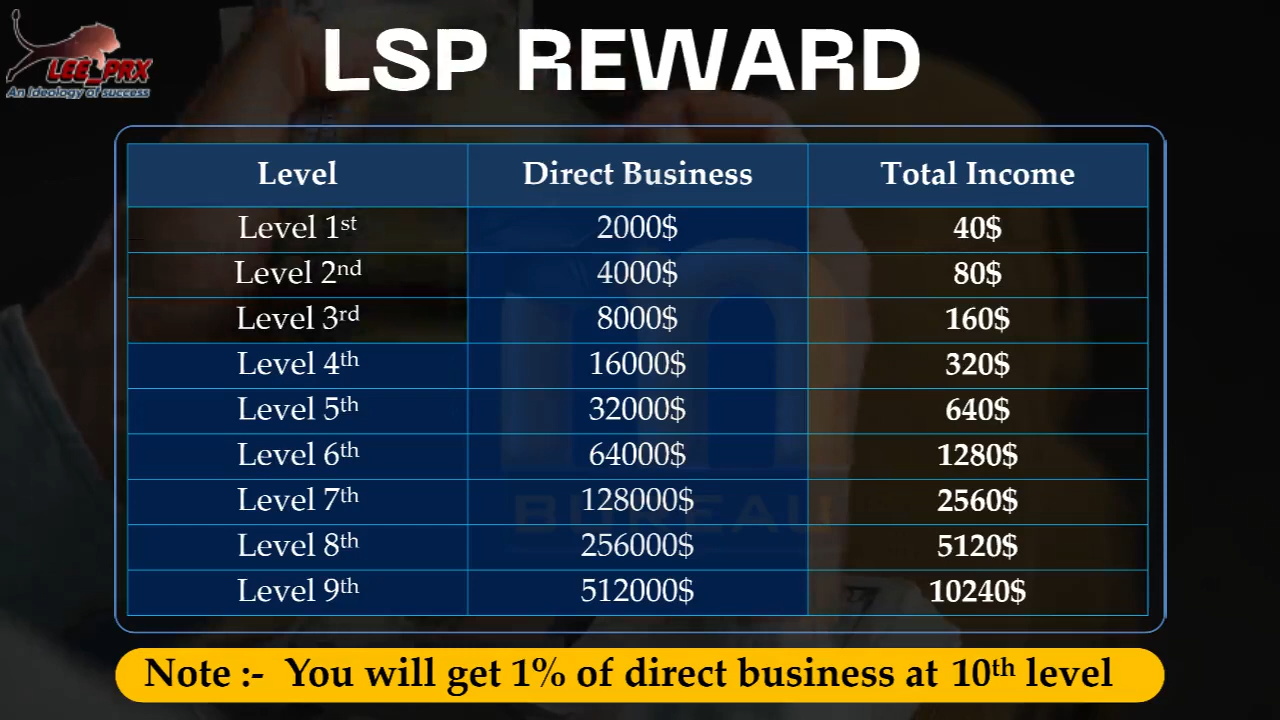 LEE_PRX
An Ideology of success
LSP REWARD
Level Direct Business Total Income
Level 1st 2000$ 40$
Level 2nd 4000$ 80$
Level 3rd 8000$ 160$
Level 4th 16000$ 320$
Level 5th 32000$ 640$
Level 6th 64000$ 1280$
Level 7th 128000$ 2560$
Level 8th 256000$ 5120$
Level 9th 512000$ 10240$
BUREAU
Note :- You will get 1% of direct business at 10th level